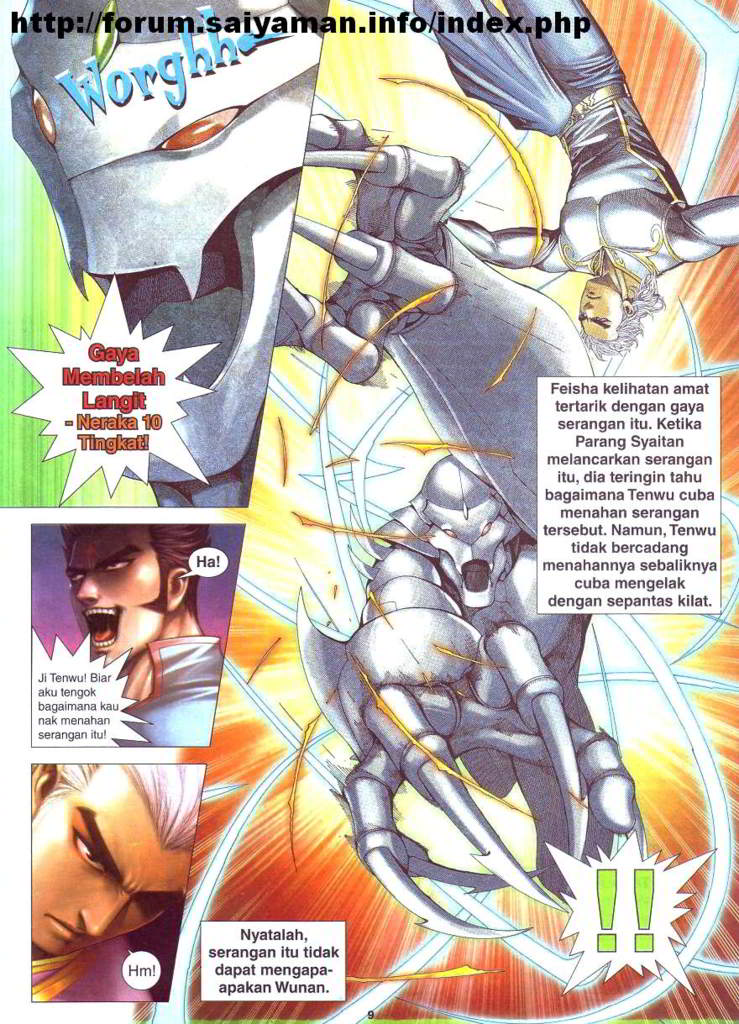 http://forum.saiyaman.info/index.php
Gaya
Membelah
Langit
- Neraka 10
Tingkat!
Feisha kelihatan amat
tertarik dengan gaya
serangan itu. Ketika
Parang Syaitan
melancarkan serangan
itu, dia teringin tahu
bagaimana Tenwu cuba
menahan serangan
tersebut. Namun, Tenwu
tidak bercadang
menahannya sebaliknya
cuba mengelak
dengan sepantas kilat.
Ha!
Ji Tenwu! Biar
aku tengok
bagaimana kau
nak menahan
serangan itu!
Hm!
Nyatalah,
serangan itu tidak
dapat mengapa-
apakan Wunan.
!!
9